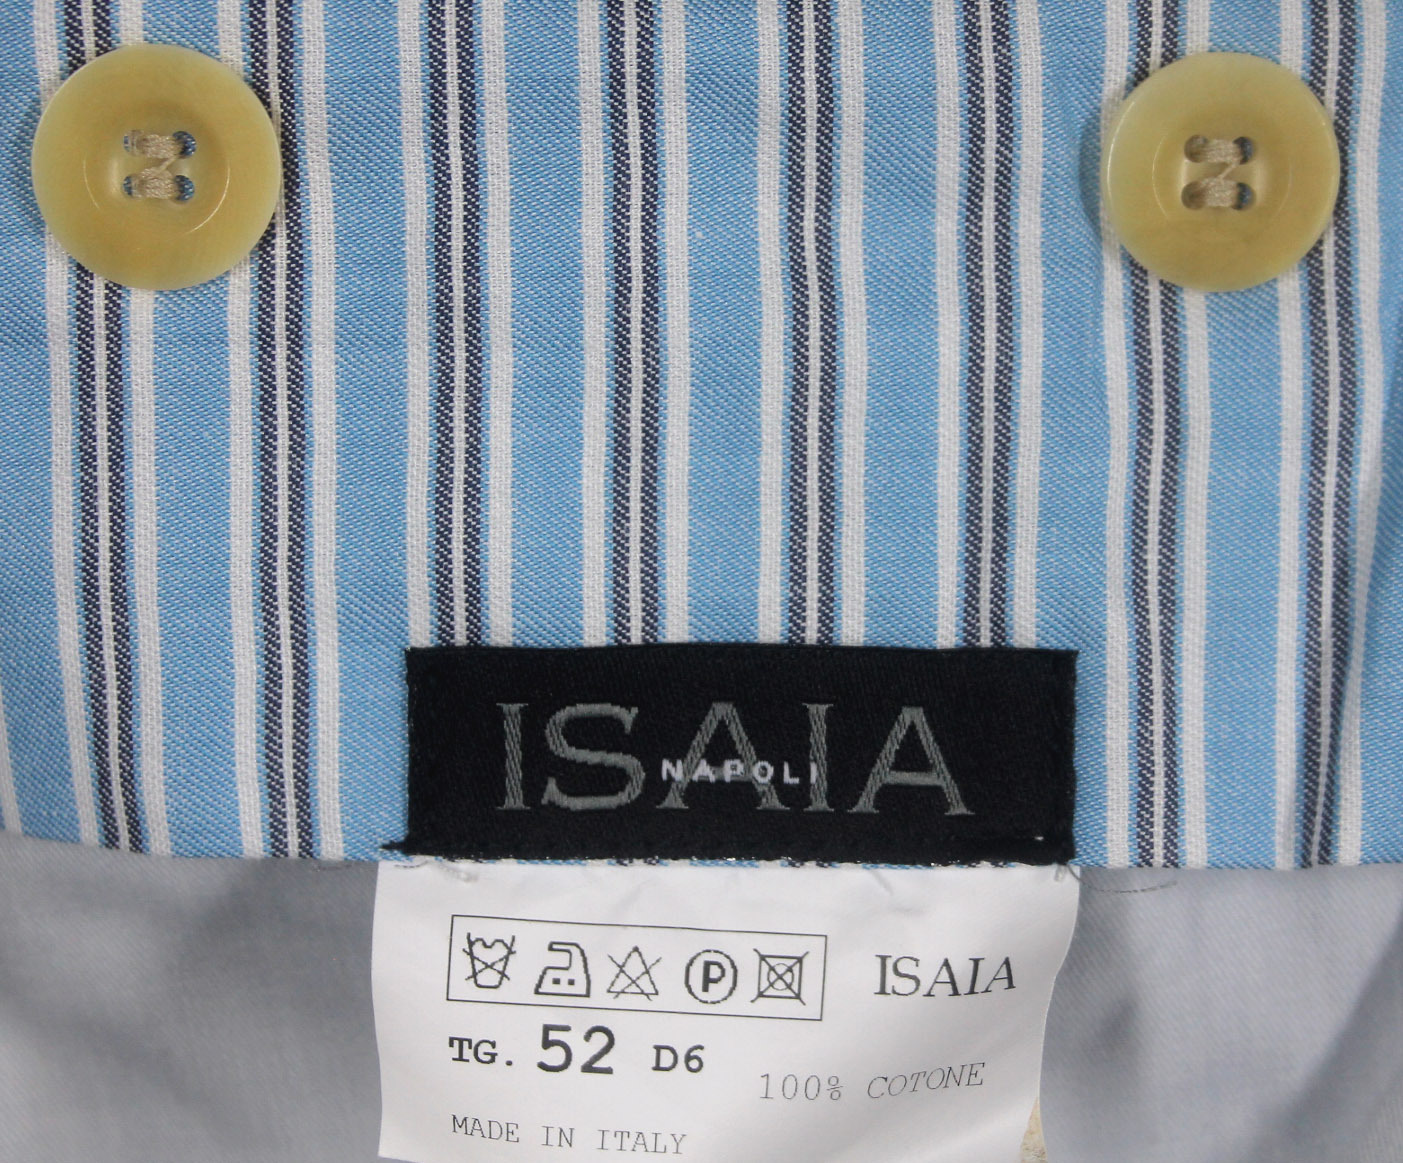 ISAIA
NAPOLI
P ISAIA
TG. 52 D6
100% COTONE
MADE IN ITALY